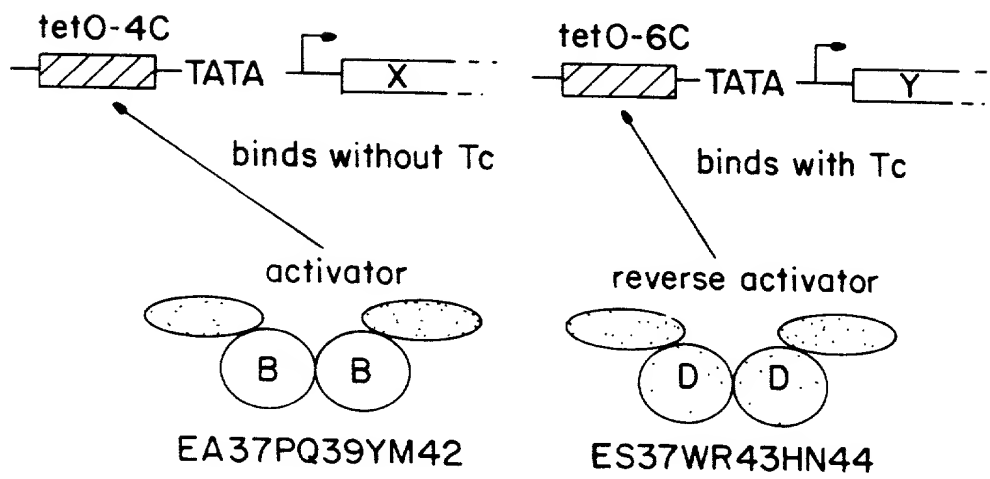 tetO-4C
TATA
X
binds without Tc
activator
B B
EA37PQ39YM42
tetO-6C
TATA
Y
binds with Tc
reverse activator
D D
ES37WR43HN44